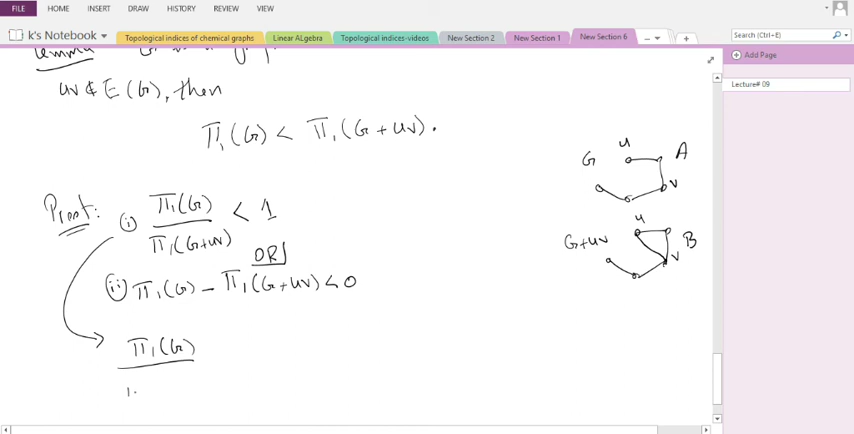 FILE HOME INSERT DRAW HISTORY REVIEW VIEW
k's Notebook Topological indices of chemical graphs Linear ALgebra Topological indices-videos New Section 2 New Section 1 New Section 6 Search (Ctrl+E)
Add Page
Lecture# 09
Lemma
uv ∉ E(G), then
Π₁(G) < Π₁(G+uv).
G u A
v
Proof: (i) Π₁(G) / Π₁(G+uv) < 1
G+uv u B
v
OR
(ii) Π₁(G) − Π₁(G+uv) < 0
Π₁(G)